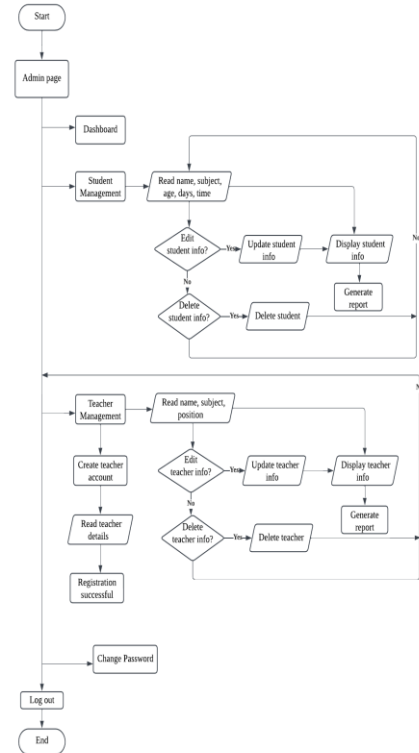 Start
Admin page
Dashboard
Student
Management
Read name, subject,
age, days, time
Edit
student info?
Yes
Update student
info
Display student
info
No
Generate
report
Delete
student info?
Yes
Delete student
Teacher
Management
Read name, subject,
position
Create teacher
account
Edit
teacher info?
Yes
Update teacher
info
Display teacher
info
No
Generate
report
Read teacher
details
Delete
teacher info?
Yes
Delete teacher
Registration
successful
Change Password
Log out
End